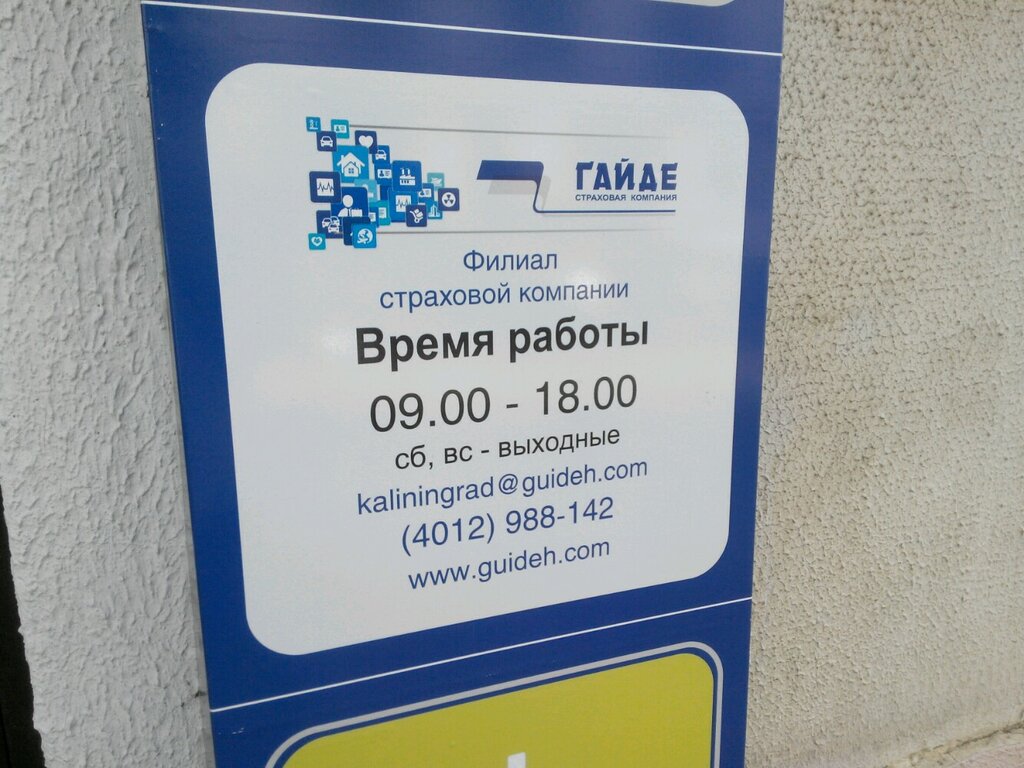 ГАЙДЕ
СТРАХОВАЯ КОМПАНИЯ
Филиал
страховой компании
Время работы
09.00 - 18.00
сб, вс - выходные
kaliningrad@guideh.com
(4012) 988-142
www.guideh.com